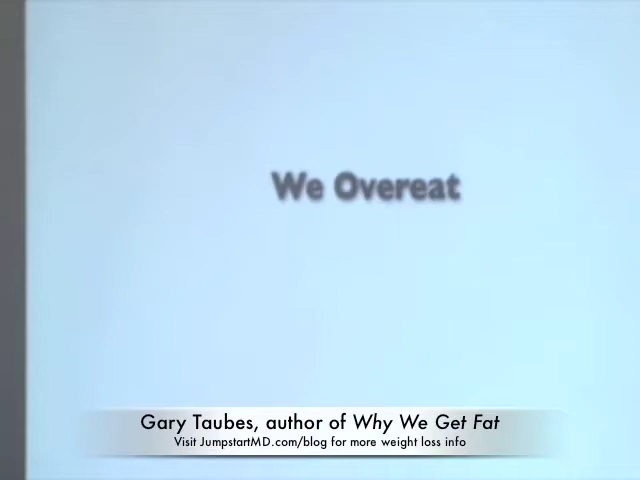 We Overeat
Gary Taubes, author of Why We Get Fat
Visit JumpstartMD.com/blog for more weight loss info